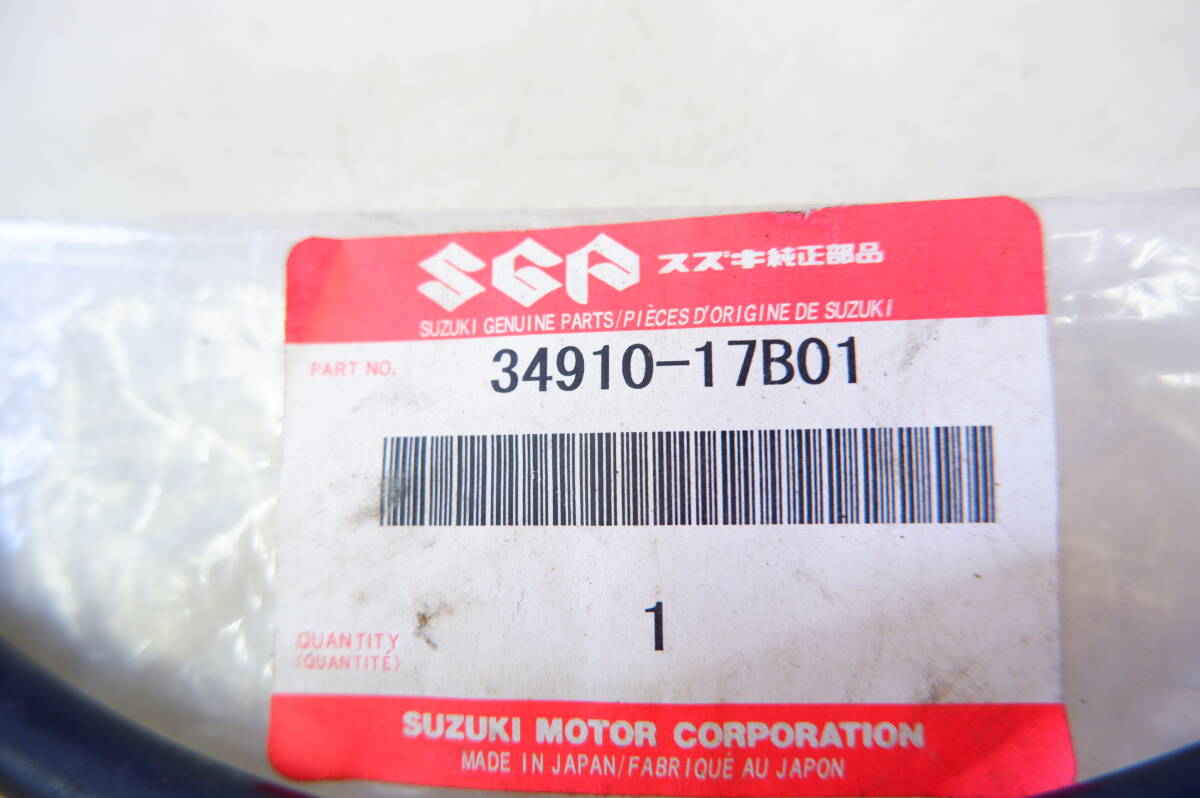 SGP スズキ純正部品
SUZUKI GENUINE PARTS/PIÈCES D'ORIGINE DE SUZUKI
PART NO. 34910-17B01
1
QUANTITY
(QUANTITÉ)
SUZUKI MOTOR CORPORATION
MADE IN JAPAN/FABRIQUÉ AU JAPON